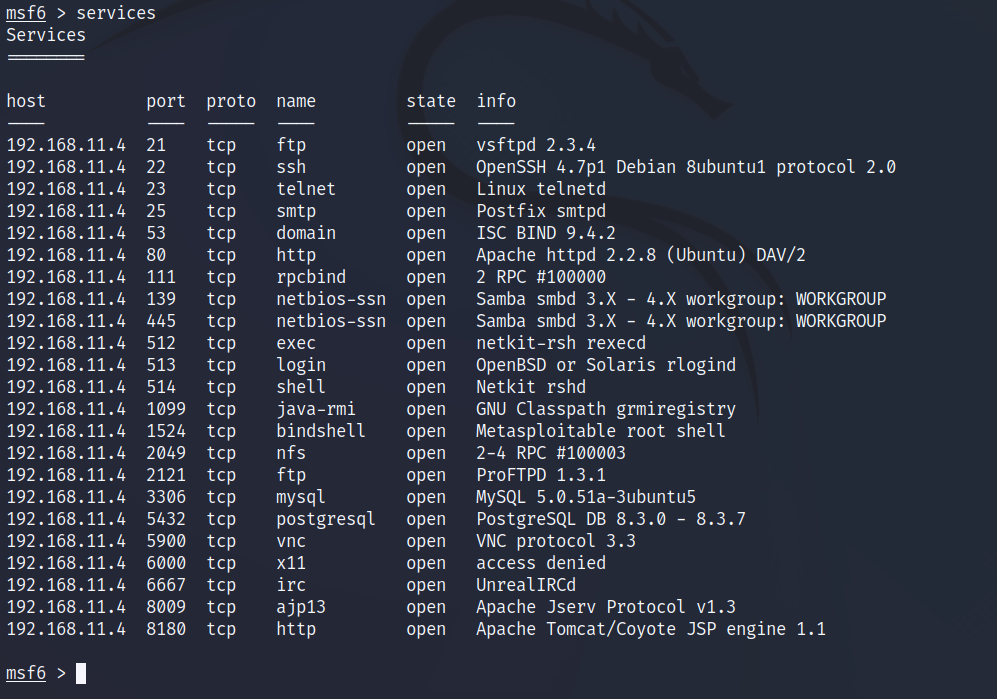 msf6 > services
Services
========
host port proto name state info
---- ---- ----- ---- ----- ----
192.168.11.4 21 tcp ftp open vsftpd 2.3.4
192.168.11.4 22 tcp ssh open OpenSSH 4.7p1 Debian 8ubuntu1 protocol 2.0
192.168.11.4 23 tcp telnet open Linux telnetd
192.168.11.4 25 tcp smtp open Postfix smtpd
192.168.11.4 53 tcp domain open ISC BIND 9.4.2
192.168.11.4 80 tcp http open Apache httpd 2.2.8 (Ubuntu) DAV/2
192.168.11.4 111 tcp rpcbind open 2 RPC #100000
192.168.11.4 139 tcp netbios-ssn open Samba smbd 3.X - 4.X workgroup: WORKGROUP
192.168.11.4 445 tcp netbios-ssn open Samba smbd 3.X - 4.X workgroup: WORKGROUP
192.168.11.4 512 tcp exec open netkit-rsh rexecd
192.168.11.4 513 tcp login open OpenBSD or Solaris rlogind
192.168.11.4 514 tcp shell open Netkit rshd
192.168.11.4 1099 tcp java-rmi open GNU Classpath grmiregistry
192.168.11.4 1524 tcp bindshell open Metasploitable root shell
192.168.11.4 2049 tcp nfs open 2-4 RPC #100003
192.168.11.4 2121 tcp ftp open ProFTPD 1.3.1
192.168.11.4 3306 tcp mysql open MySQL 5.0.51a-3ubuntu5
192.168.11.4 5432 tcp postgresql open PostgreSQL DB 8.3.0 - 8.3.7
192.168.11.4 5900 tcp vnc open VNC protocol 3.3
192.168.11.4 6000 tcp x11 open access denied
192.168.11.4 6667 tcp irc open UnrealIRCd
192.168.11.4 8009 tcp ajp13 open Apache Jserv Protocol v1.3
192.168.11.4 8180 tcp http open Apache Tomcat/Coyote JSP engine 1.1
msf6 >